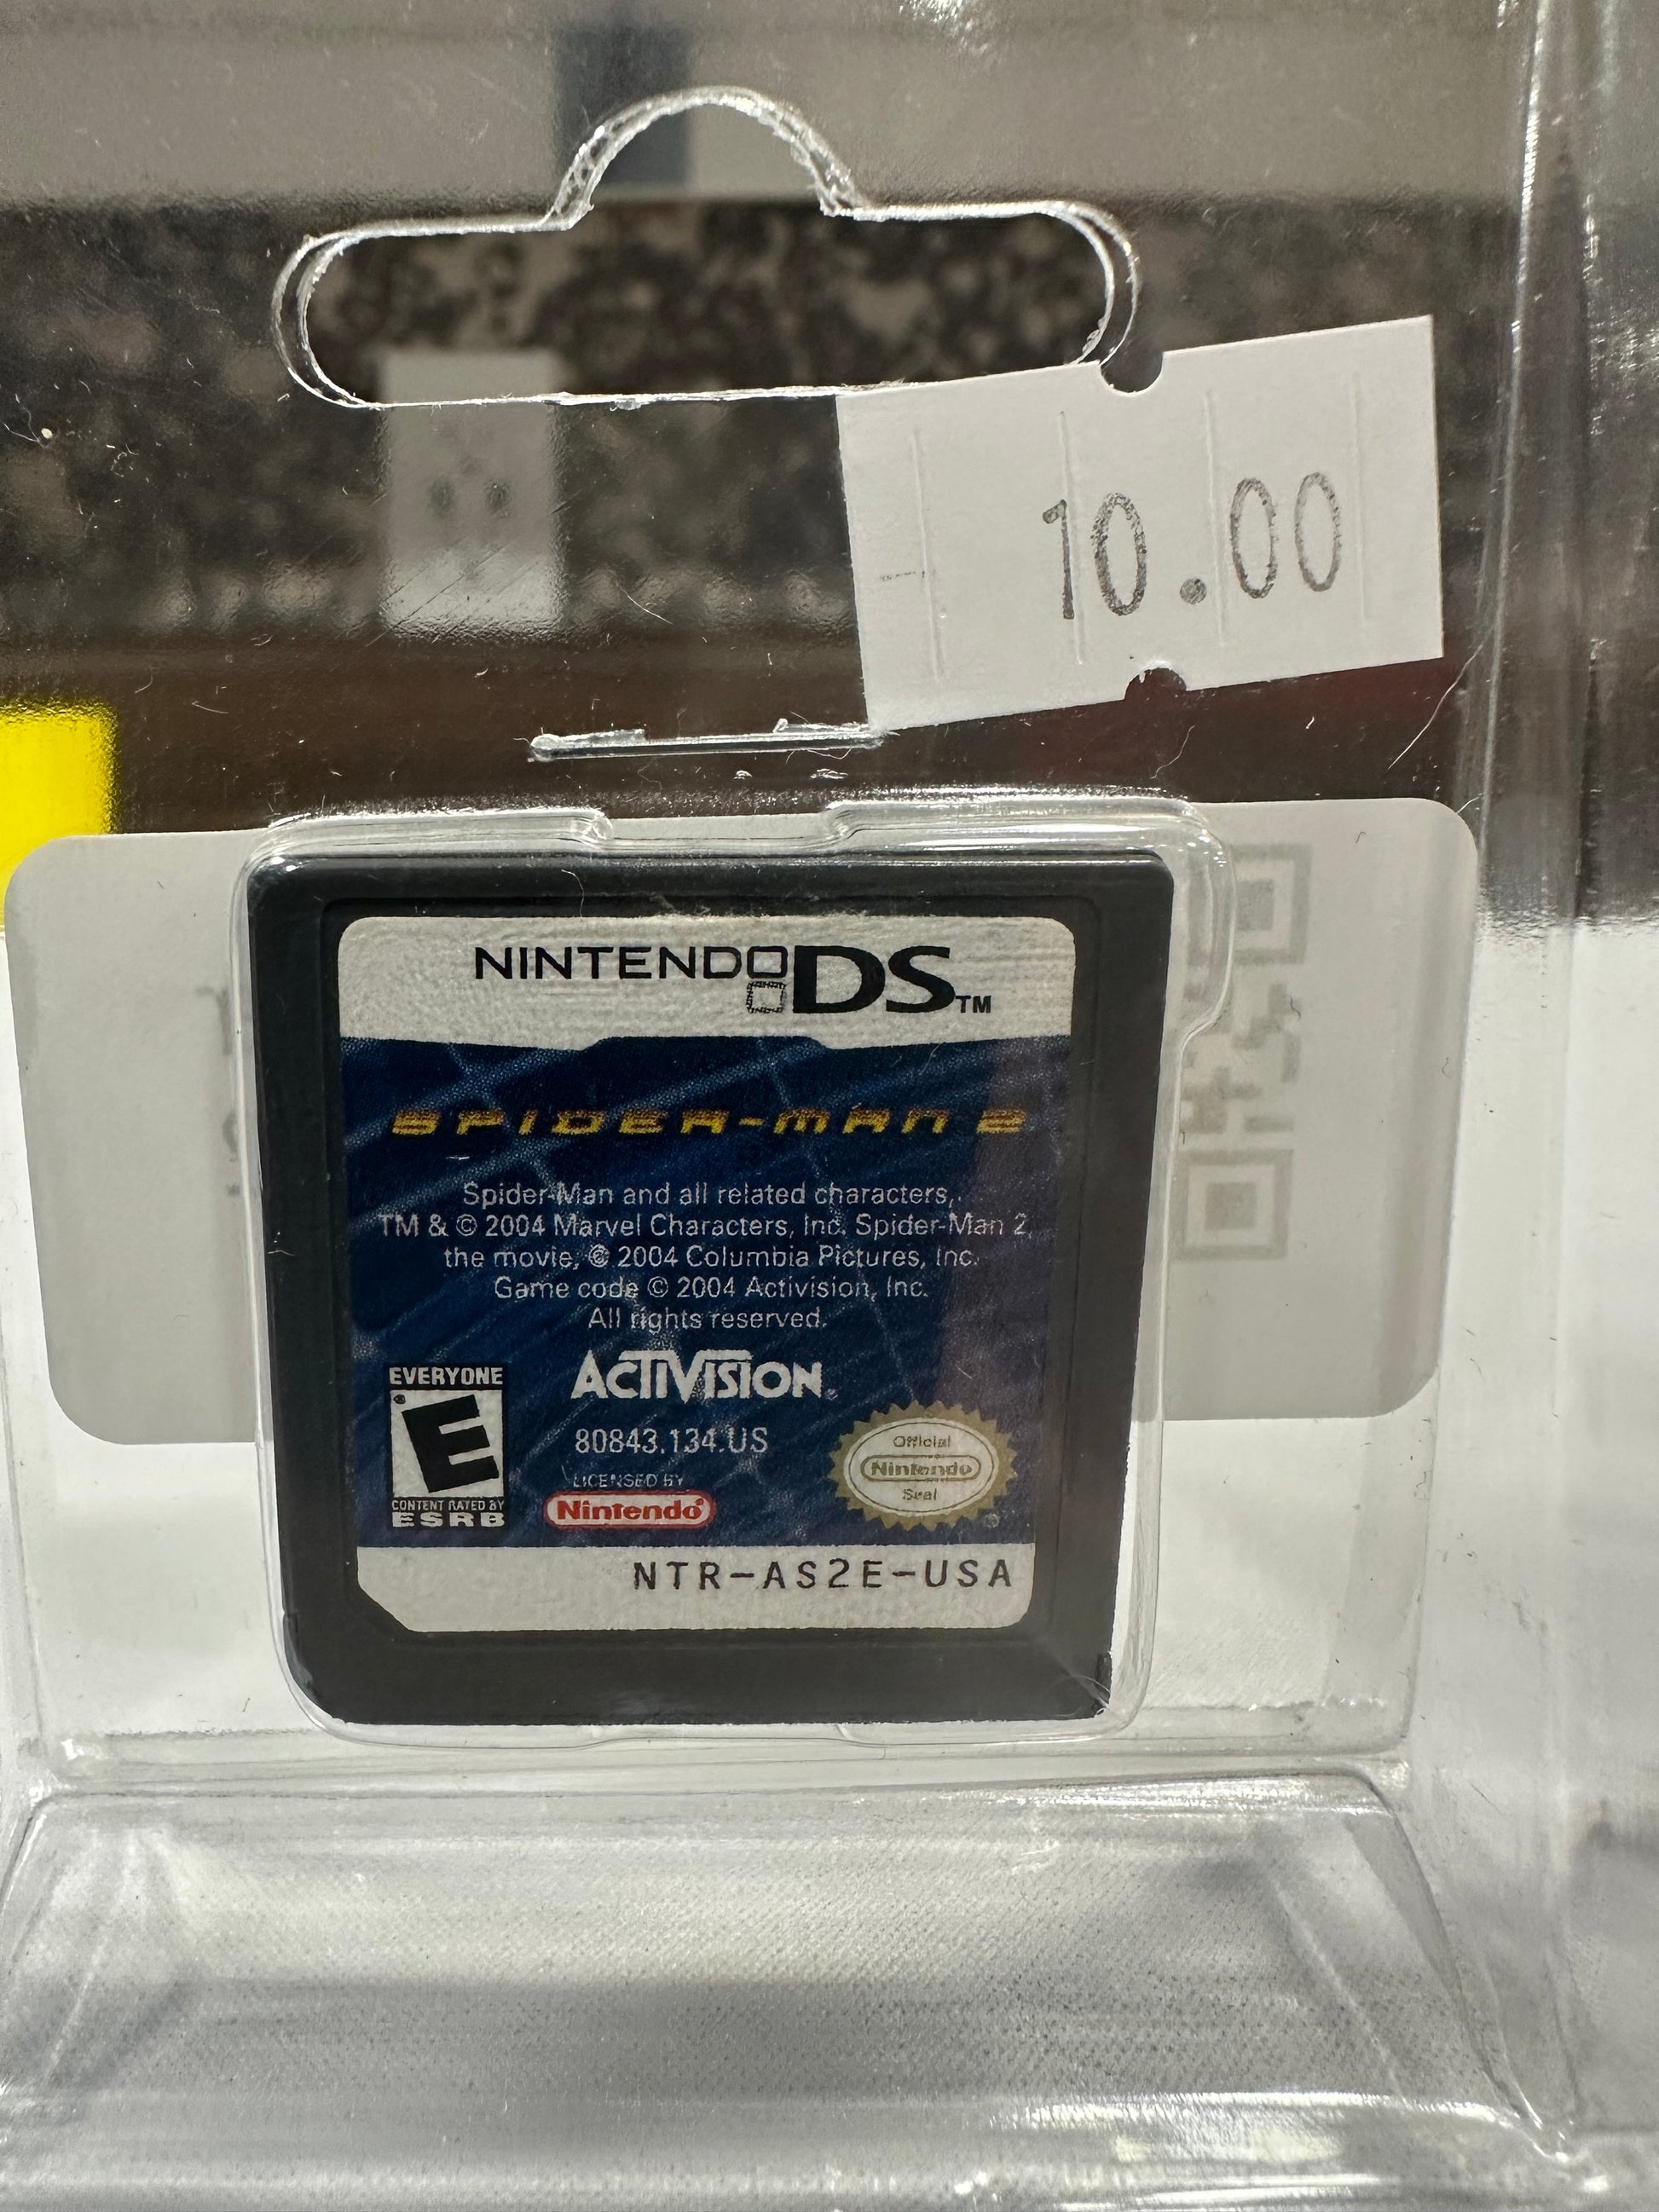 10.00
NINTENDO DS TM
SPIDER-MAN 2
Spider-Man and all related characters,
TM & © 2004 Marvel Characters, Inc. Spider-Man 2,
the movie, © 2004 Columbia Pictures, Inc.
Game code © 2004 Activision, Inc.
All rights reserved.
ACTIVISION
EVERYONE
E
CONTENT RATED BY
ESRB
80843.134.US
LICENSED BY
Nintendo
Official
Nintendo
Seal
NTR-AS2E-USA